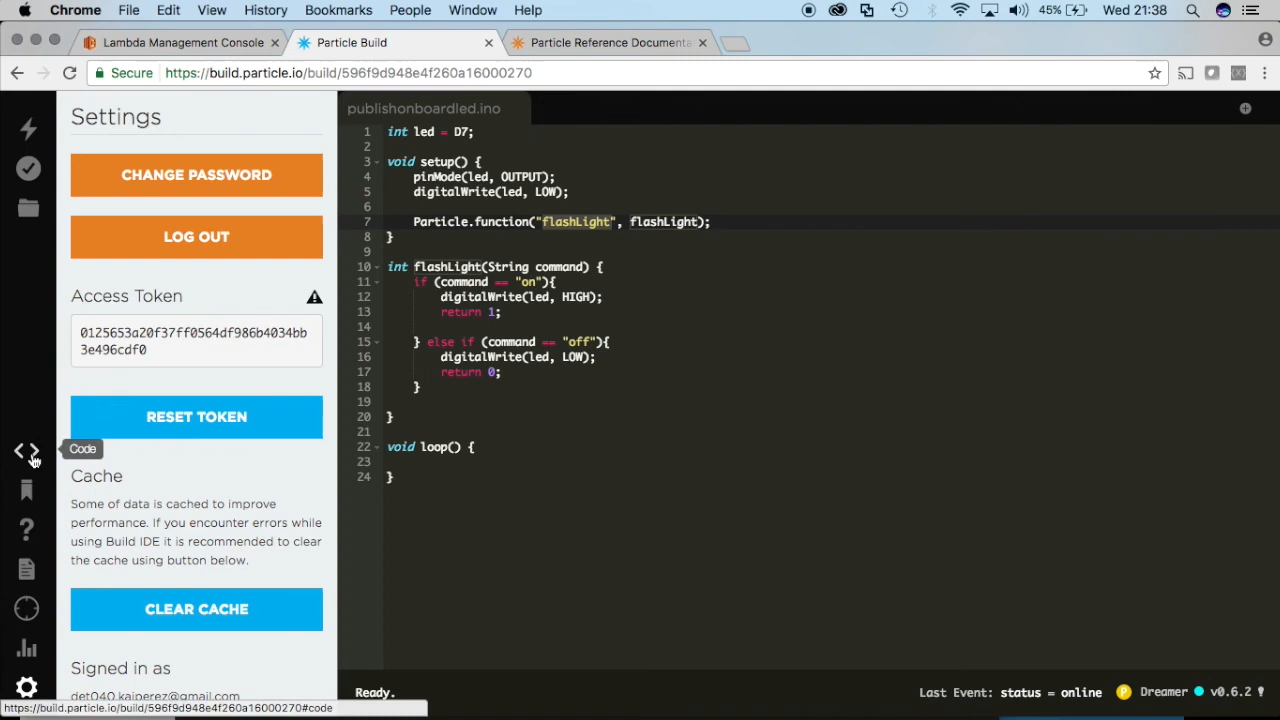 Chrome File Edit View History Bookmarks People Window Help 45% Wed 21:38
Lambda Management Console
Particle Build
Particle Reference Documenta
Secure https://build.particle.io/build/596f9d948e4f260a16000270
Settings
CHANGE PASSWORD
LOG OUT
Access Token
0125653a20f37ff0564df986b4034bb
3e496cdf0
RESET TOKEN
Code
Cache
Some of data is cached to improve
performance. If you encounter errors while
using Build IDE it is recommended to clear
the cache using button below.
CLEAR CACHE
Signed in as
det040.kaiperez@gmail.com
https://build.particle.io/build/596f9d948e4f260a16000270#code
publishonboardled.ino
1 int led = D7;
2
3 void setup() {
4 pinMode(led, OUTPUT);
5 digitalWrite(led, LOW);
6
7 Particle.function("flashLight", flashLight);
8 }
9
10 int flashLight(String command) {
11 if (command == "on"){
12 digitalWrite(led, HIGH);
13 return 1;
14
15 } else if (command == "off"){
16 digitalWrite(led, LOW);
17 return 0;
18 }
19
20 }
21
22 void loop() {
23
24 }
Ready.
Last Event: status = online P Dreamer v0.6.2